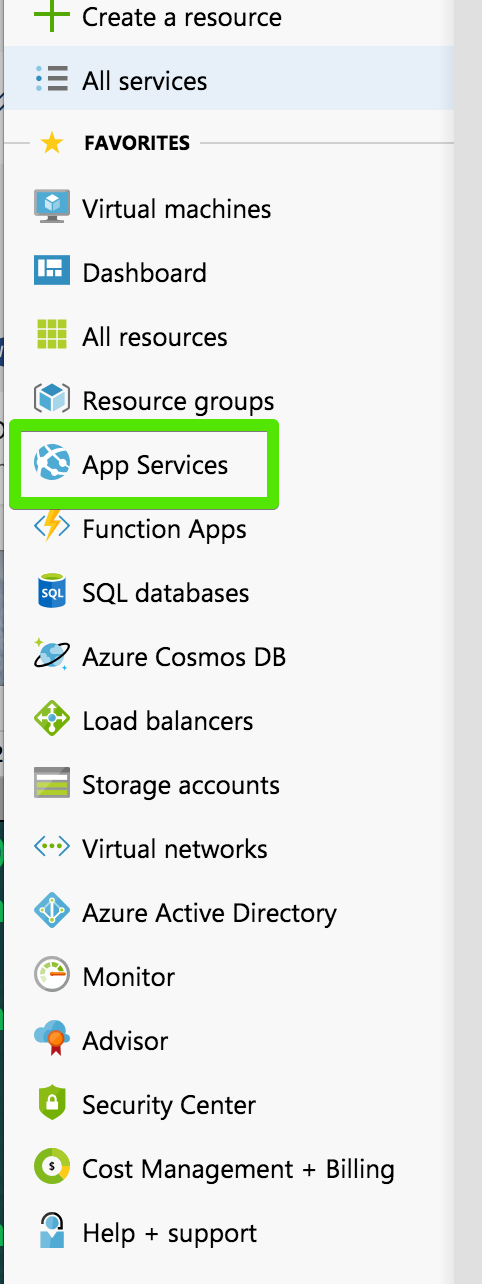 Create a resource
All services
FAVORITES
Virtual machines
Dashboard
All resources
Resource groups
App Services
Function Apps
SQL databases
SQL
Azure Cosmos DB
Load balancers
Storage accounts
Virtual networks
Azure Active Directory
Monitor
Advisor
Security Center
$
Cost Management + Billing
Help + support